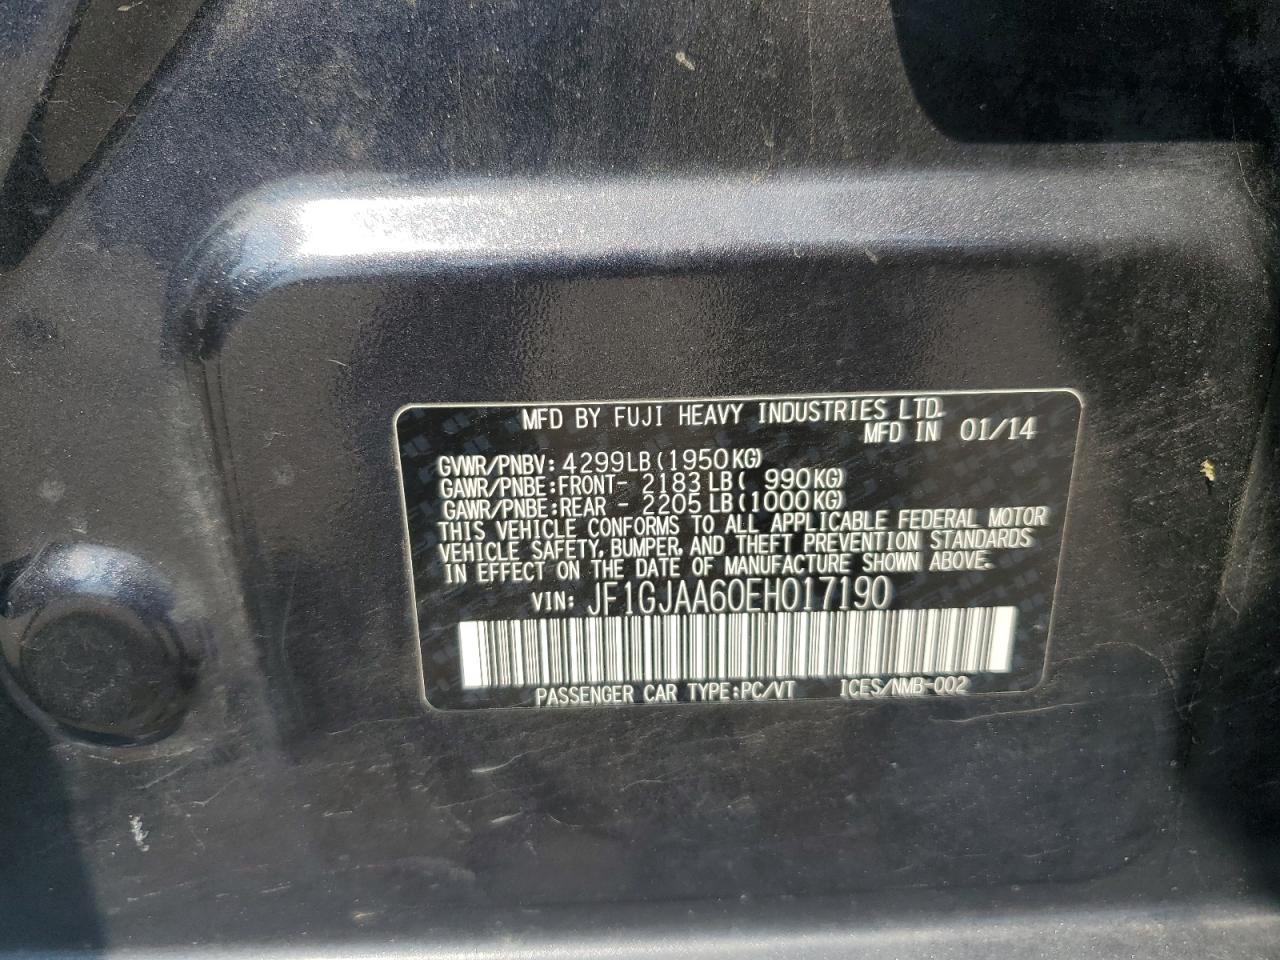 MFD BY FUJI HEAVY INDUSTRIES LTD.
MFD IN 01/14
GVWR/PNBV: 4299LB(1950KG)
GAWR/PNBE:FRONT- 2183LB( 990KG)
GAWR/PNBE:REAR - 2205LB(1000KG)
THIS VEHICLE CONFORMS TO ALL APPLICABLE FEDERAL MOTOR
VEHICLE SAFETY, BUMPER, AND THEFT PREVENTION STANDARDS
IN EFFECT ON THE DATE OF MANUFACTURE SHOWN ABOVE.
VIN: JF1GJAA60EH017190
PASSENGER CAR TYPE:PC/VT ICES/NMB-002